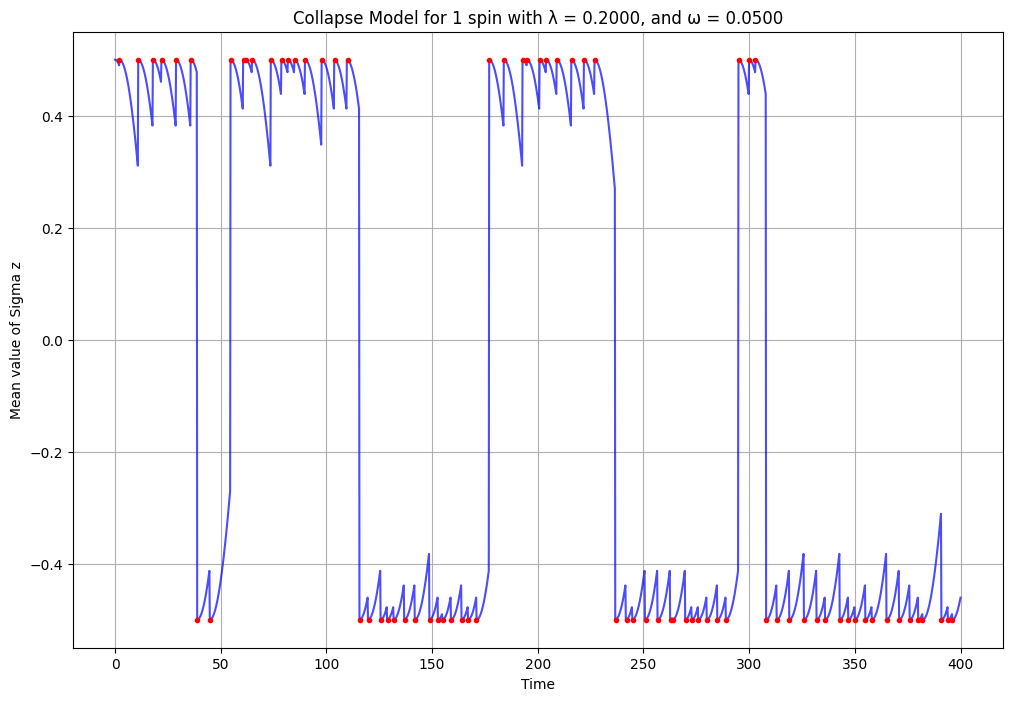 Collapse Model for 1 spin with λ = 0.2000, and ω = 0.0500
Mean value of Sigma z
0.4
0.2
0.0
−0.2
−0.4
0 50 100 150 200 250 300 350 400
Time